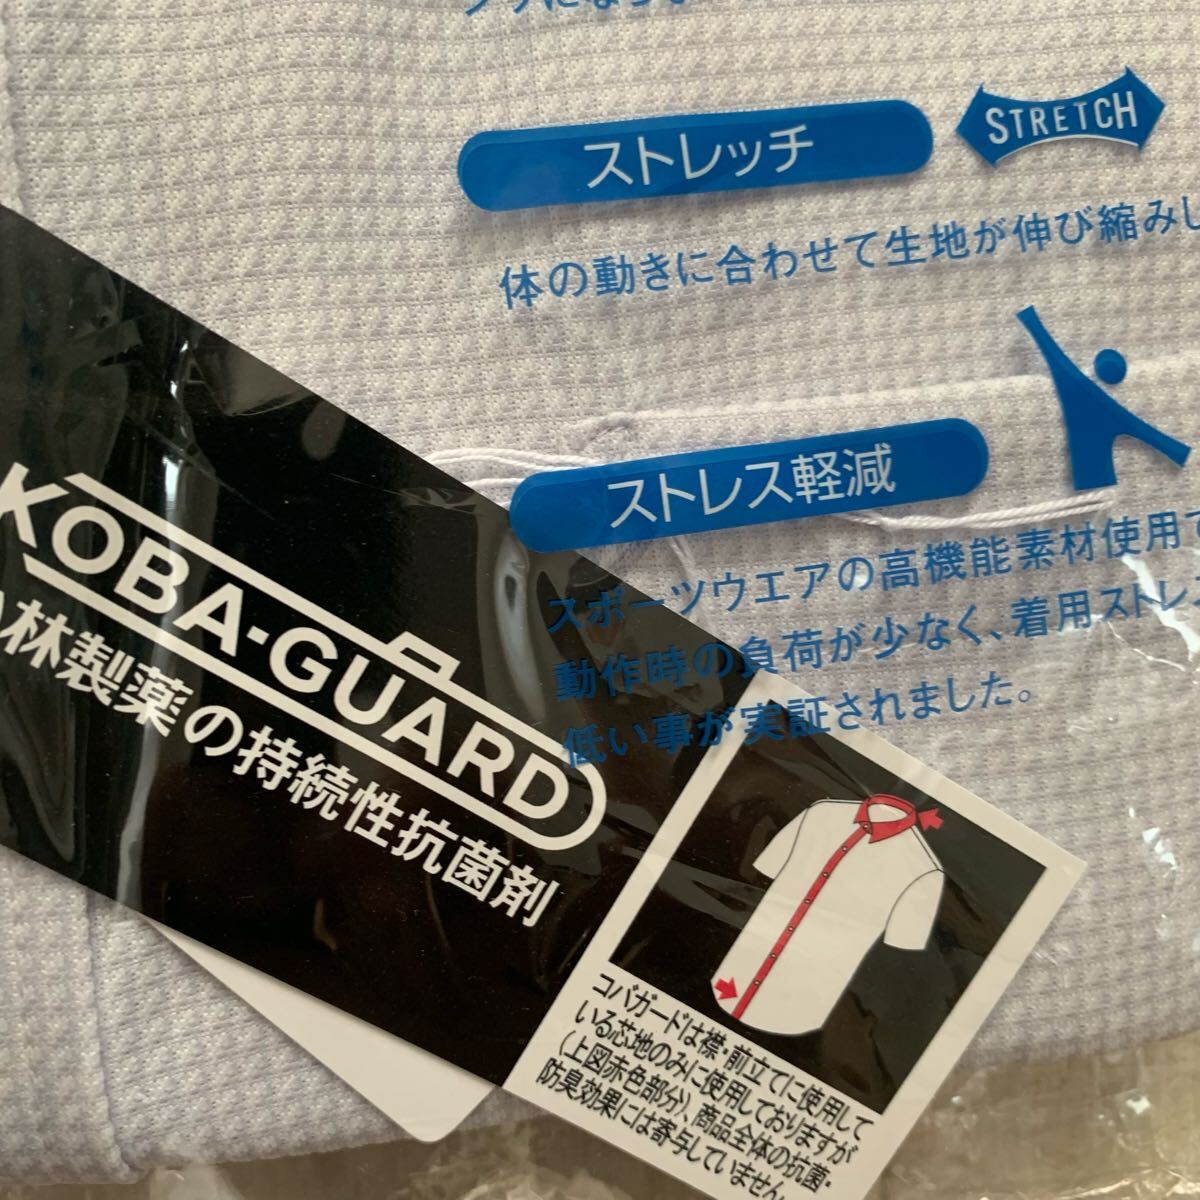 ストレッチ
STRETCH
体の動きに合わせて生地が伸び縮みし
ストレス軽減
スポーツウエアの高機能素材使用で
動作時の負荷が少なく、着用ストレ
低い事が実証されました。
KOBA-GUARD
林製薬の持続性抗菌剤
コバガードは襟・前立てに使用して
いる芯地のみに使用しておりますが
(上図赤色部分)、商品全体の抗菌・
防臭効果には寄与していません